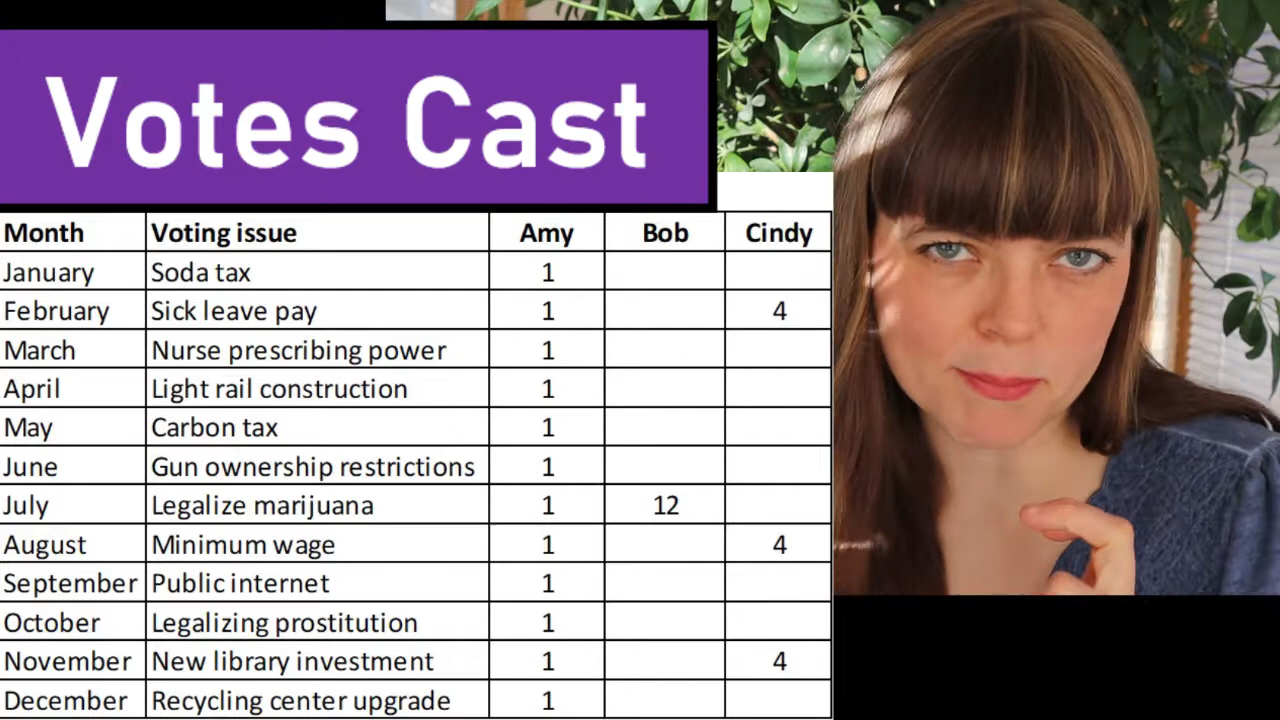 Votes Cast
Month Voting issue Amy Bob Cindy
January Soda tax 1
February Sick leave pay 1 4
March Nurse prescribing power 1
April Light rail construction 1
May Carbon tax 1
June Gun ownership restrictions 1
July Legalize marijuana 1 12
August Minimum wage 1 4
September Public internet 1
October Legalizing prostitution 1
November New library investment 1 4
December Recycling center upgrade 1